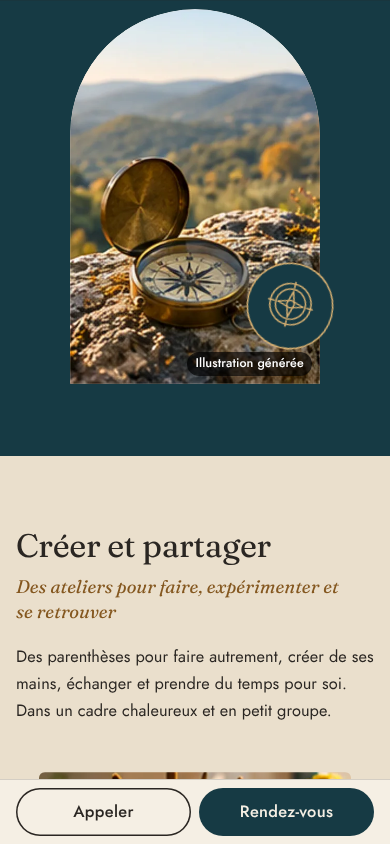 Illustration générée
Créer et partager
Des ateliers pour faire, expérimenter et
se retrouver
Des parenthèses pour faire autrement, créer de ses
mains, échanger et prendre du temps pour soi.
Dans un cadre chaleureux et en petit groupe.
Appeler
Rendez-vous